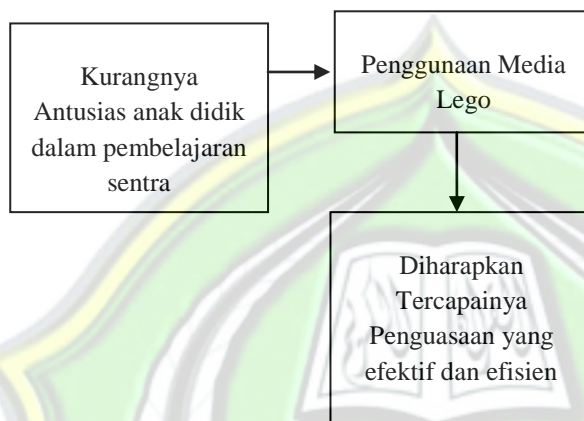 Kurangnya
Antusias anak didik
dalam pembelajaran
sentra
Penggunaan Media
Lego
Diharapkan
Tercapainya
Penguasaan yang
efektif dan efisien